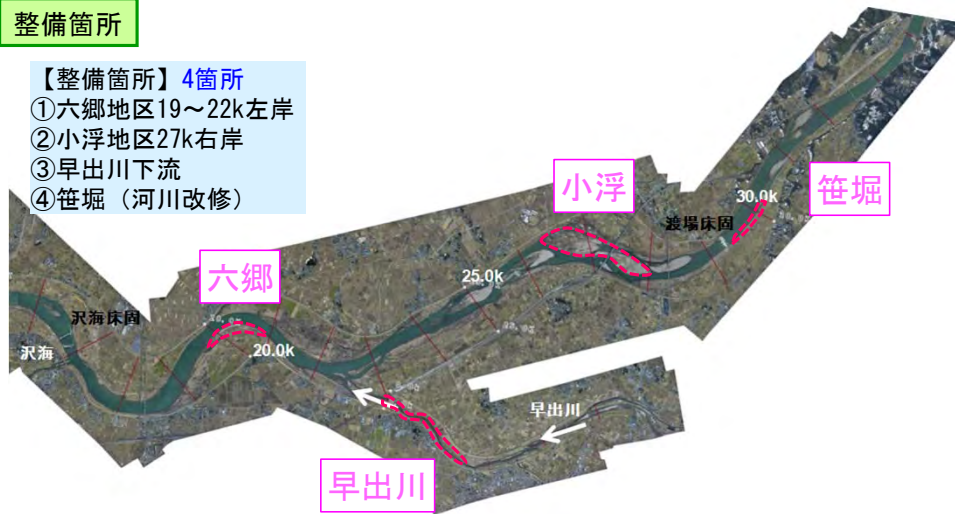 整備箇所
【整備箇所】4箇所
①六郷地区19～22k左岸
②小浮地区27k右岸
③早出川下流
④笹堀（河川改修）
小浮
笹堀
30.0k
渡場床固
六郷
25.0k
沢海床固
20.0k
沢海
早出川
早出川